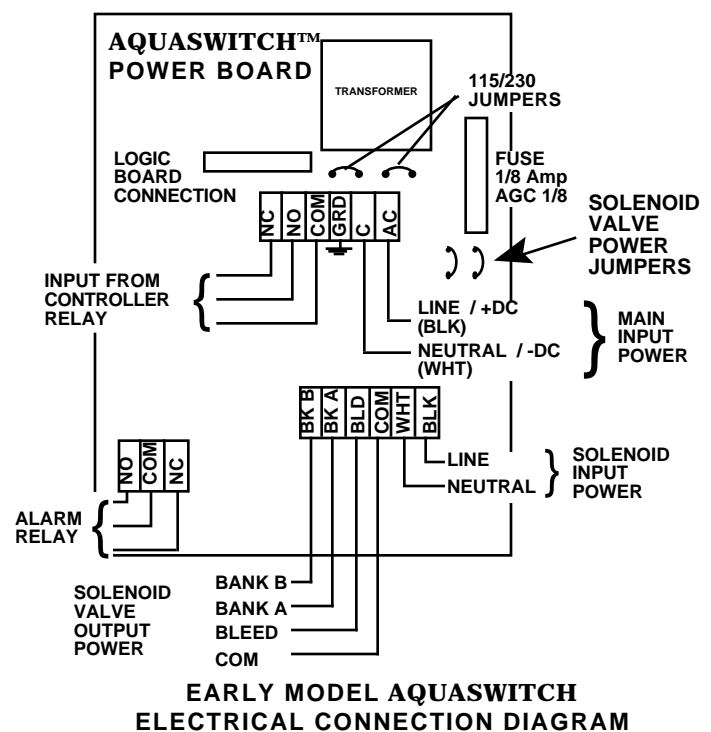 AQUASWITCH™
POWER BOARD
TRANSFORMER
115/230
JUMPERS
LOGIC
BOARD
CONNECTION
FUSE
1/8 Amp
AGC 1/8
SOLENOID
VALVE
POWER
JUMPERS
NC
NO
COM
GRD
C
AC
INPUT FROM
CONTROLLER
RELAY
LINE / +DC
(BLK)
NEUTRAL / -DC
(WHT)
MAIN
INPUT
POWER
BK B
BK A
BLD
COM
WHT
BLK
LINE
NEUTRAL
SOLENOID
INPUT
POWER
NO
COM
NC
ALARM
RELAY
SOLENOID
VALVE
OUTPUT
POWER
BANK B
BANK A
BLEED
COM
EARLY MODEL AQUASWITCH
ELECTRICAL CONNECTION DIAGRAM